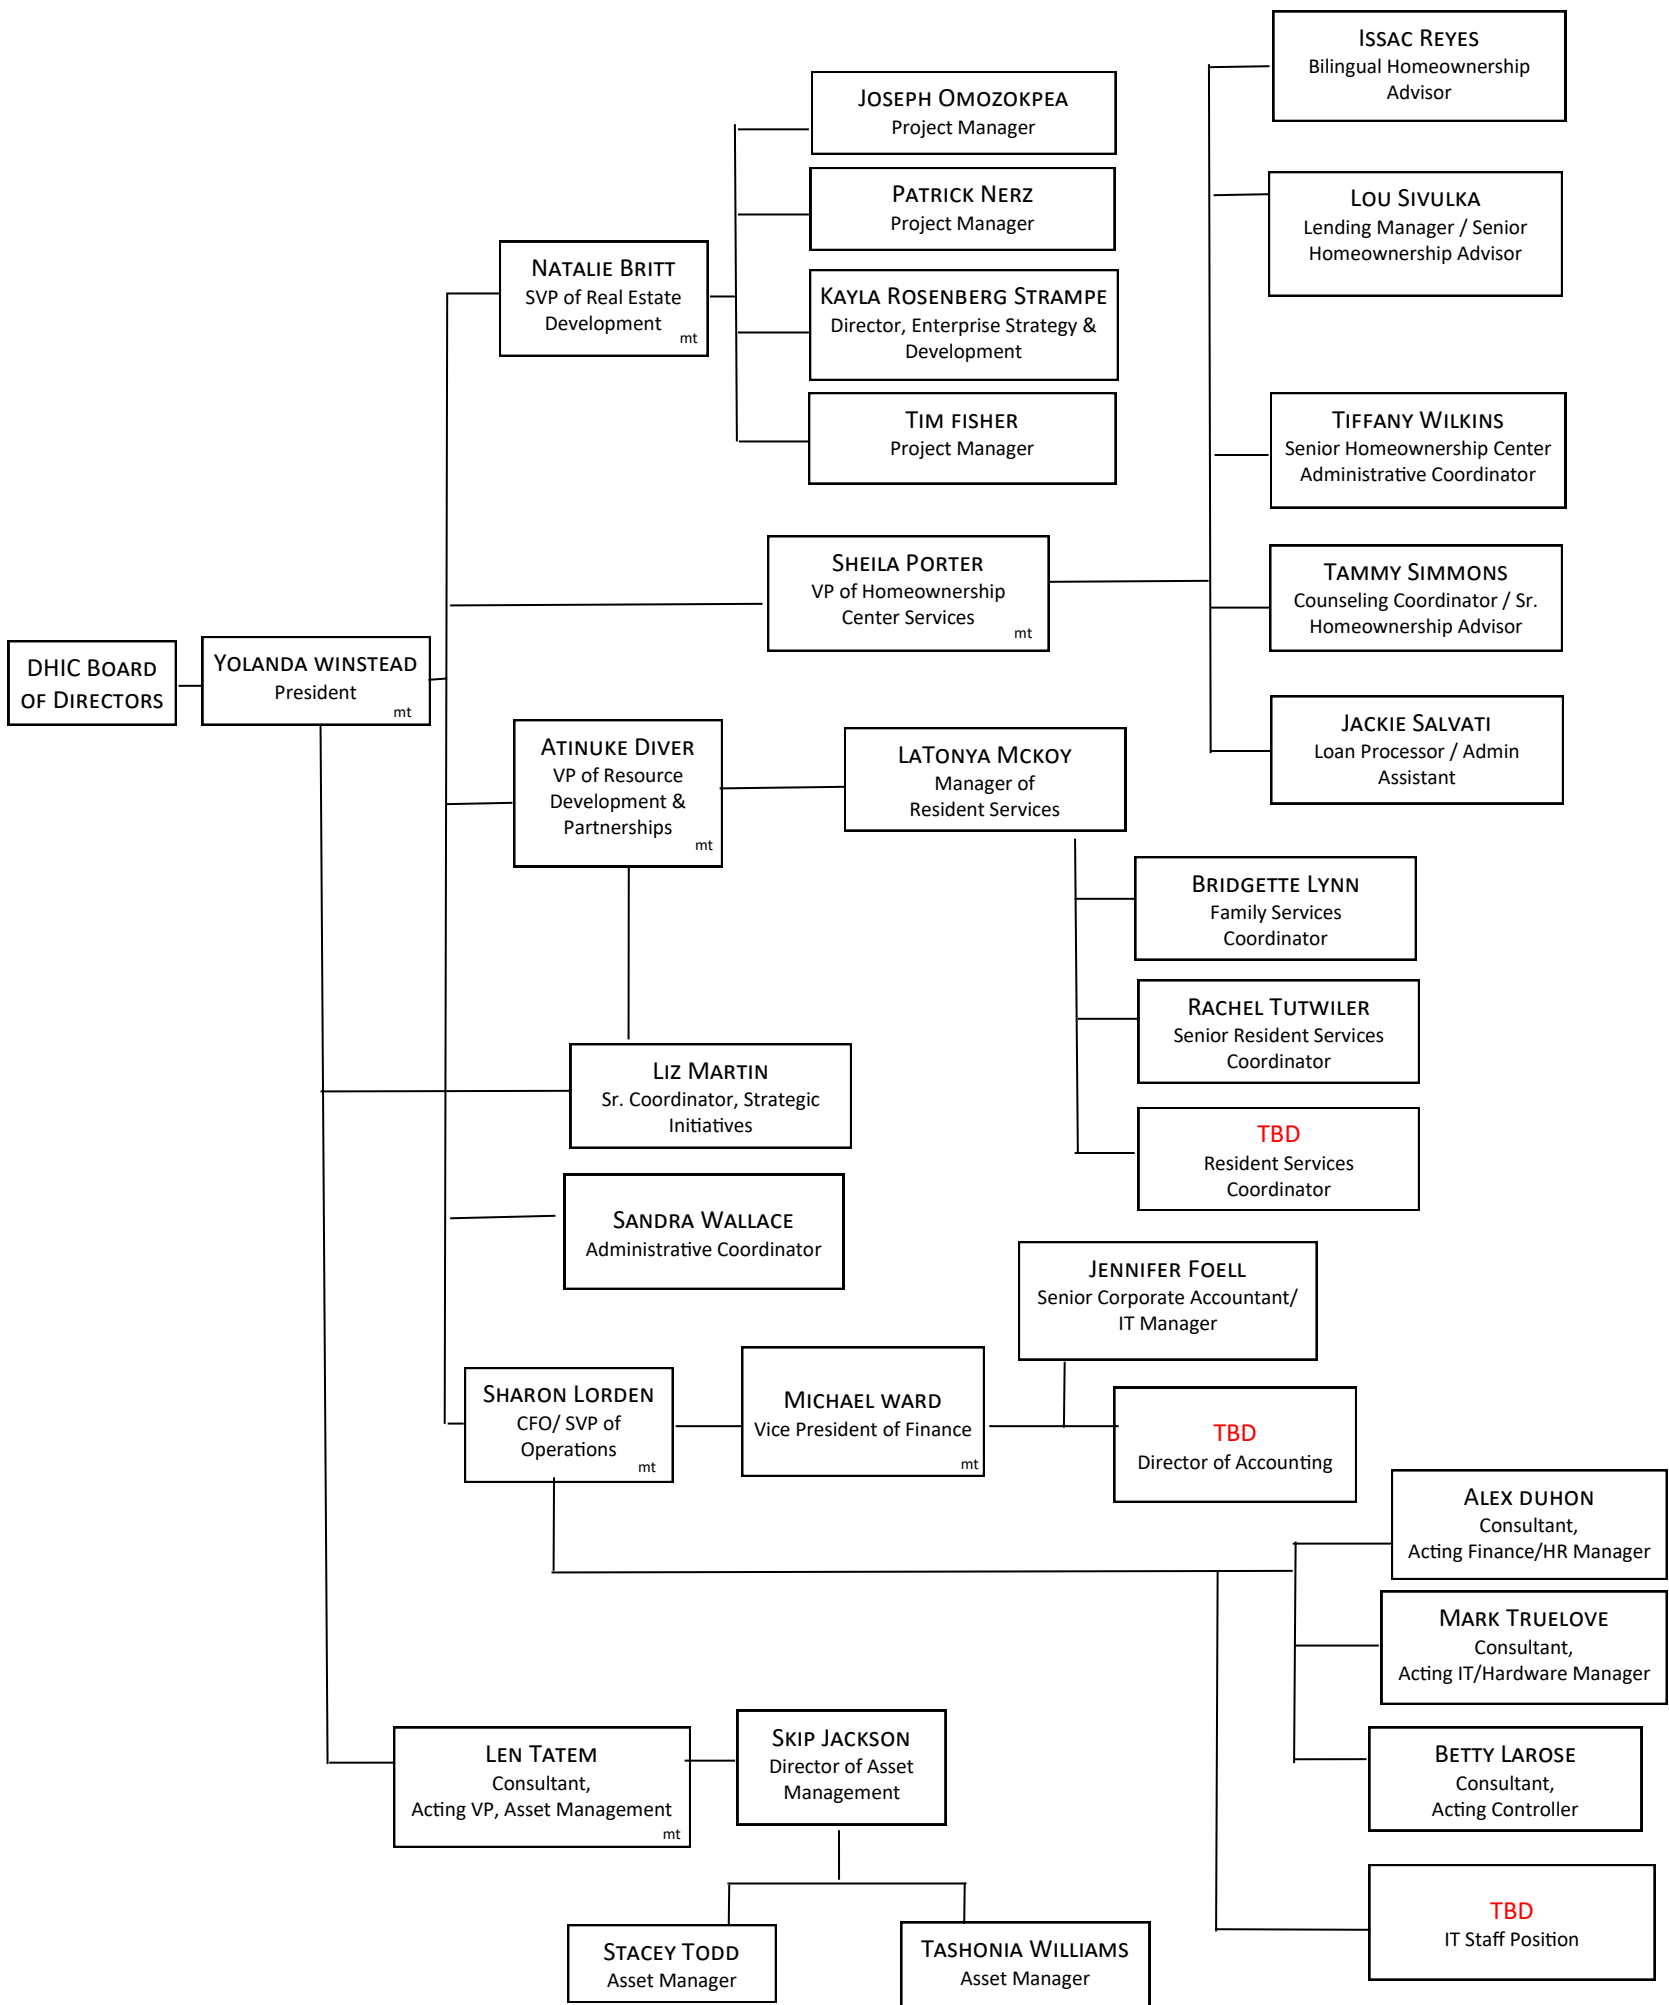 ISSAC REYES
Bilingual Homeownership
Advisor
JOSEPH OMOZOKPEA
Project Manager
PATRICK NERZ
Project Manager
LOU SIVULKA
Lending Manager / Senior
Homeownership Advisor
NATALIE BRITT
SVP of Real Estate
Development
mt
KAYLA ROSENBERG STRAMPE
Director, Enterprise Strategy &
Development
TIM FISHER
Project Manager
TIFFANY WILKINS
Senior Homeownership Center
Administrative Coordinator
SHEILA PORTER
VP of Homeownership
Center Services
mt
TAMMY SIMMONS
Counseling Coordinator / Sr.
Homeownership Advisor
DHIC BOARD
OF DIRECTORS
YOLANDA WINSTEAD
President
mt
JACKIE SALVATI
Loan Processor / Admin
Assistant
ATINUKE DIVER
VP of Resource
Development &
Partnerships
mt
LATONYA MCKOY
Manager of
Resident Services
BRIDGETTE LYNN
Family Services
Coordinator
RACHEL TUTWILER
Senior Resident Services
Coordinator
LIZ MARTIN
Sr. Coordinator, Strategic
Initiatives
TBD
Resident Services
Coordinator
SANDRA WALLACE
Administrative Coordinator
JENNIFER FOELL
Senior Corporate Accountant/
IT Manager
SHARON LORDEN
CFO/ SVP of
Operations
mt
MICHAEL WARD
Vice President of Finance
mt
TBD
Director of Accounting
ALEX DUHON
Consultant,
Acting Finance/HR Manager
MARK TRUELOVE
Consultant,
Acting IT/Hardware Manager
LEN TATEM
Consultant,
Acting VP, Asset Management
mt
SKIP JACKSON
Director of Asset
Management
BETTY LAROSE
Consultant,
Acting Controller
TBD
IT Staff Position
STACEY TODD
Asset Manager
TASHONIA WILLIAMS
Asset Manager